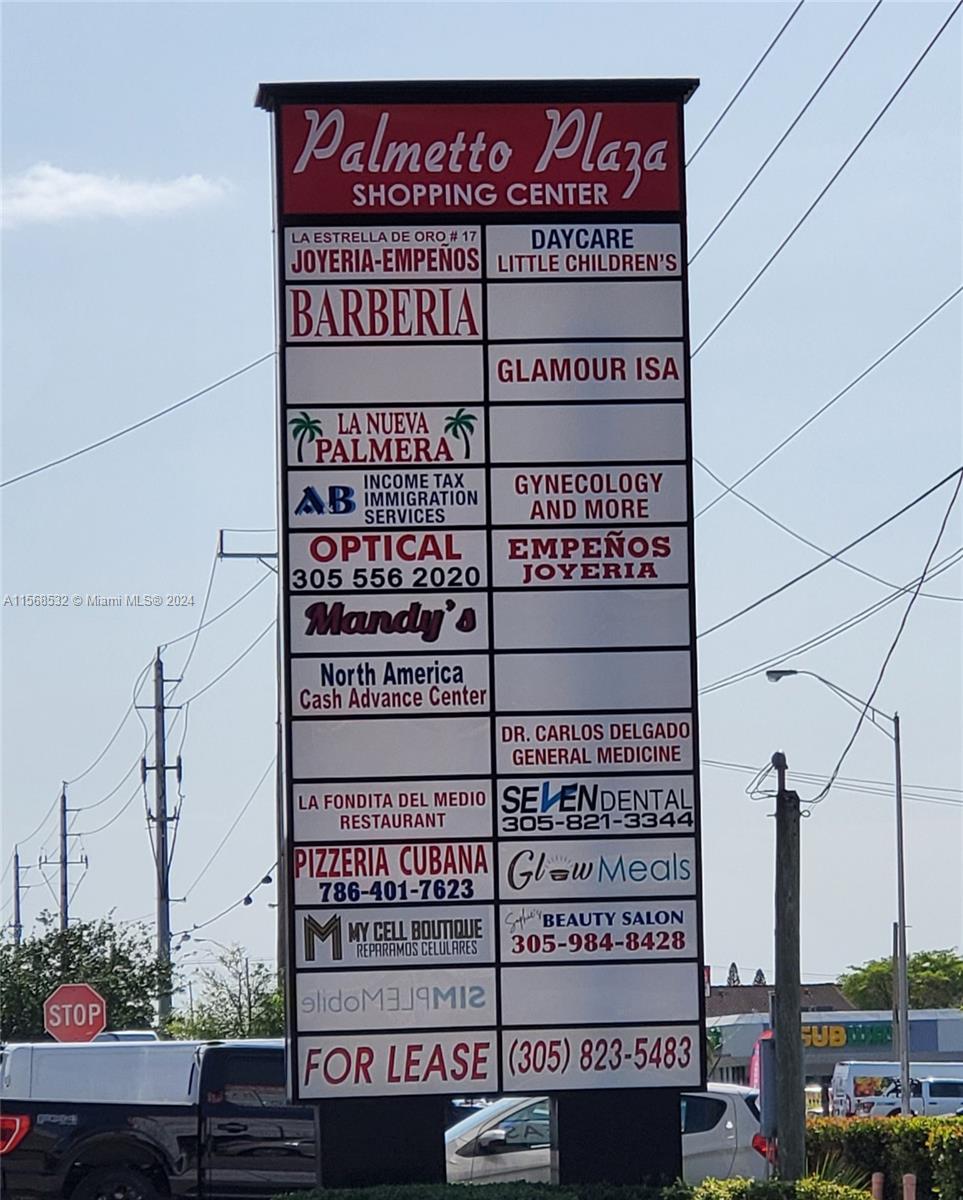 Palmetto Plaza
SHOPPING CENTER
LA ESTRELLA DE ORO # 17
JOYERIA-EMPEÑOS
DAYCARE
LITTLE CHILDREN'S
BARBERIA
GLAMOUR ISA
LA NUEVA
PALMERA
AB INCOME TAX
IMMIGRATION
SERVICES
GYNECOLOGY
AND MORE
OPTICAL
305 556 2020
EMPEÑOS
JOYERIA
Mandy's
North America
Cash Advance Center
DR. CARLOS DELGADO
GENERAL MEDICINE
LA FONDITA DEL MEDIO
RESTAURANT
SEVEN DENTAL
305-821-3344
PIZZERIA CUBANA
786-401-7623
Glow Meals
M MY CELL BOUTIQUE
REPARAMOS CELULARES
Sophie's BEAUTY SALON
305-984-8428
SIMPLEMobile
FOR LEASE
(305) 823-5483
STOP
SUBWAY
A11568532 © Miami MLS® 2024